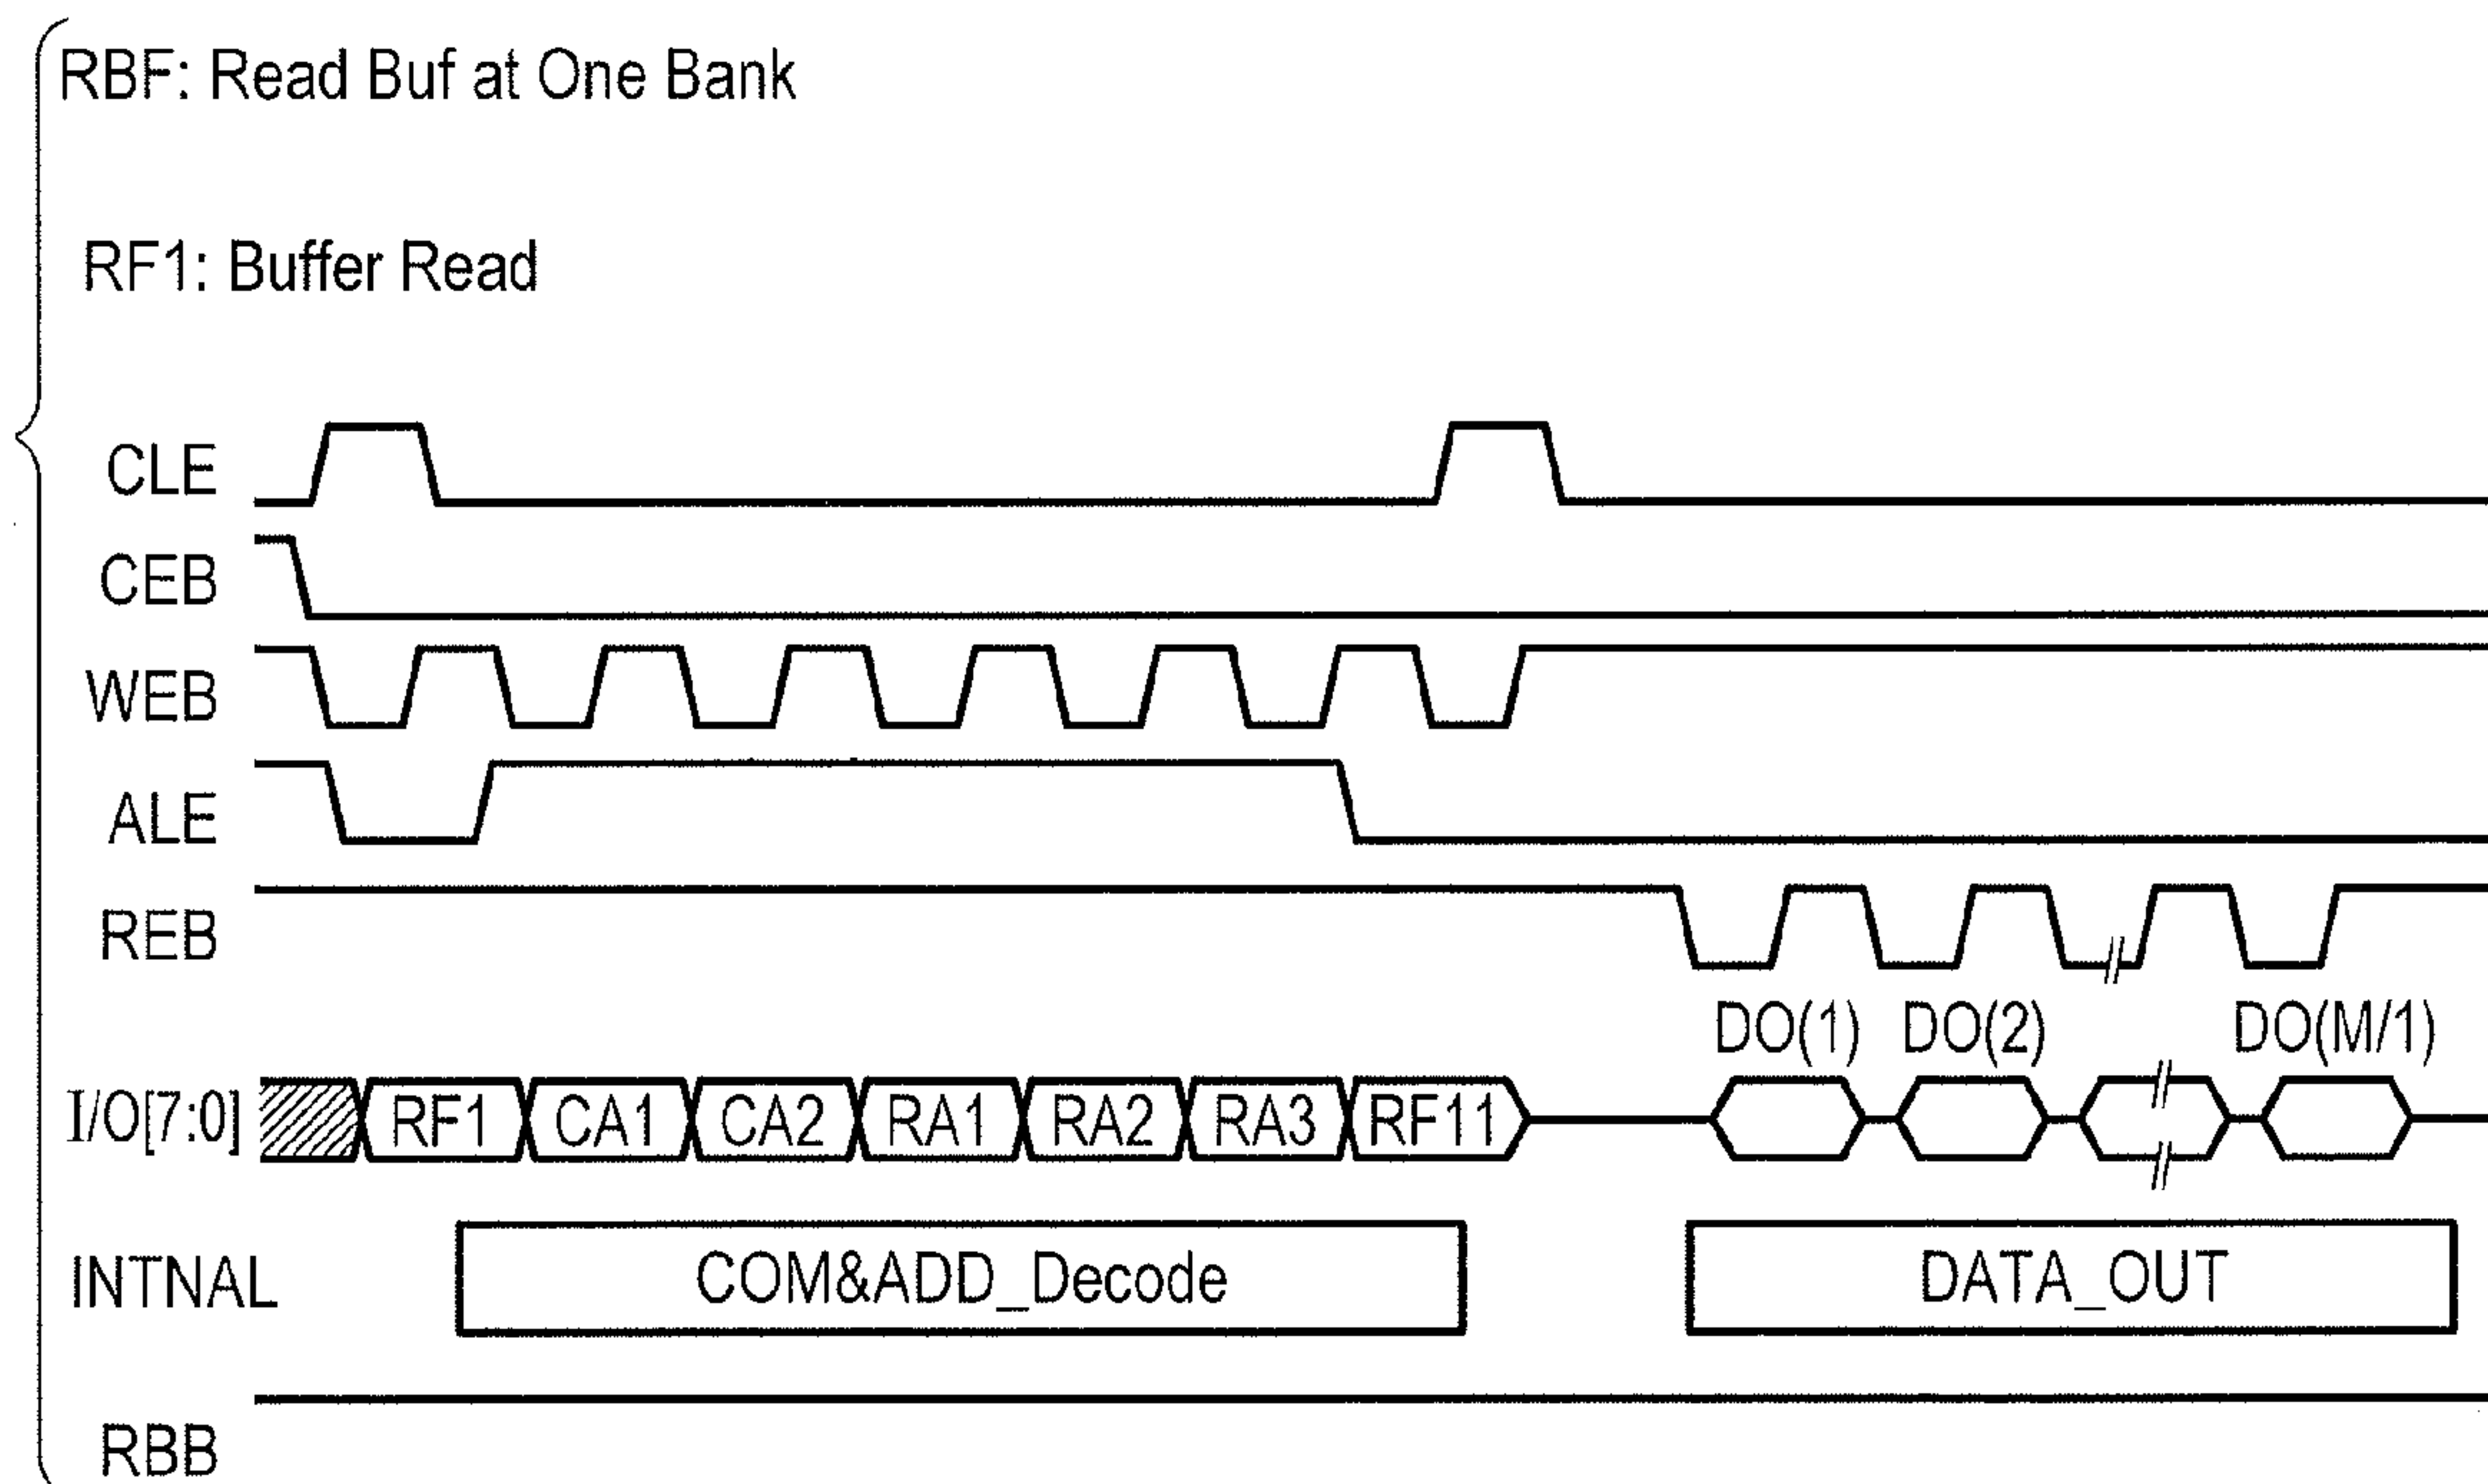 RBF: Read Buf at One Bank
RF1: Buffer Read
CLE
CEB
WEB
ALE
REB
DO(1) DO(2) DO(M/1)
I/O[7:0] RF1 CA1 CA2 RA1 RA2 RA3 RF11
INTNAL COM&ADD_Decode DATA_OUT
RBB